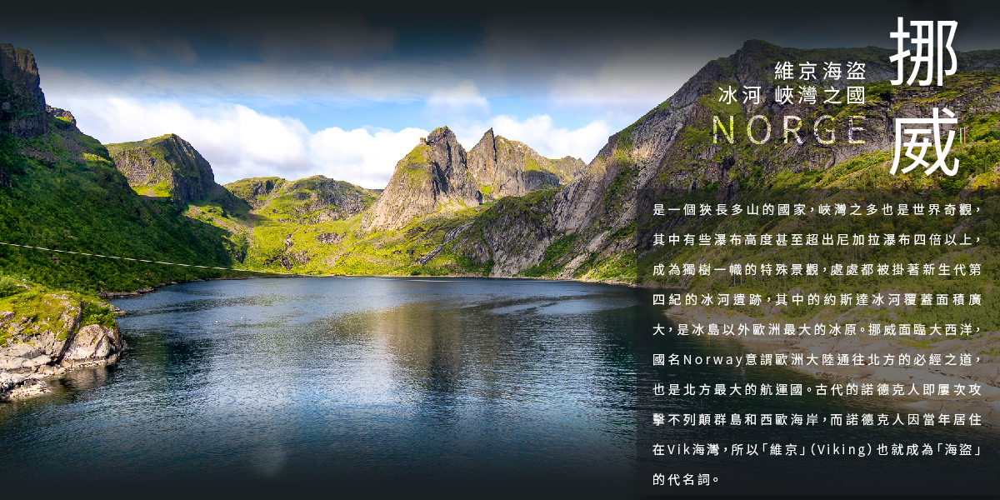 挪威
維京海盜
冰河 峽灣之國
NORGE
是一個狹長多山的國家，峽灣之多也是世界奇觀，
其中有些瀑布高度甚至超出尼加拉瀑布四倍以上，
成為獨樹一幟的特殊景觀，處處都被掛著新生代第
四紀的冰河遺跡，其中的約斯達冰河覆蓋面積廣
大，是冰島以外歐洲最大的冰原。挪威面臨大西洋，
國名Norway意謂歐洲大陸通往北方的必經之道，
也是北方最大的航運國。古代的諾德克人即屢次攻
擊不列顛群島和西歐海岸，而諾德克人因當年居住
在Vik海灣，所以「維京」（Viking）也就成為「海盜」
的代名詞。